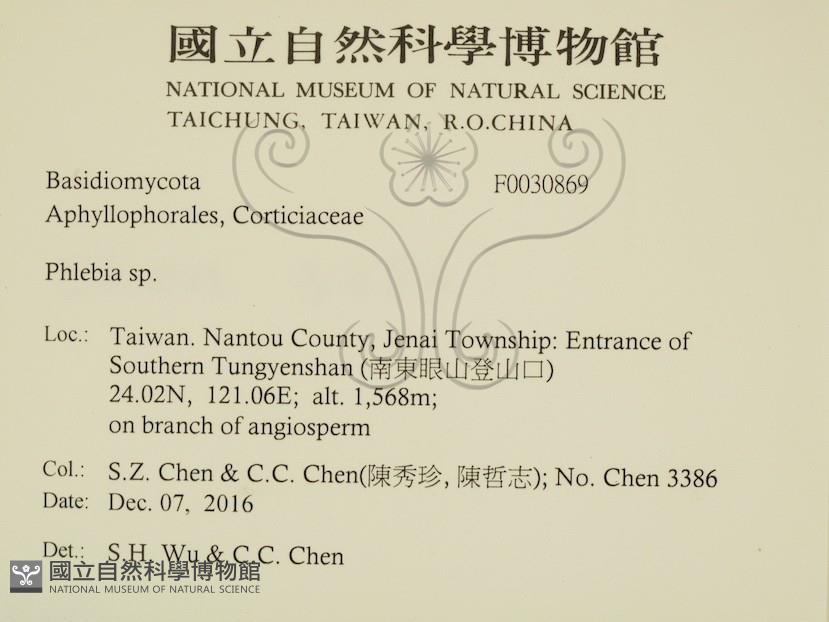 國立自然科學博物館
NATIONAL MUSEUM OF NATURAL SCIENCE
TAICHUNG, TAIWAN, R.O.CHINA
Basidiomycota F0030869
Aphyllophorales, Corticiaceae
Phlebia sp.
Loc.: Taiwan. Nantou County, Jenai Township: Entrance of
Southern Tungyenshan (南東眼山登山口)
24.02N, 121.06E; alt. 1,568m;
on branch of angiosperm
Col.: S.Z. Chen & C.C. Chen(陳秀珍, 陳哲志); No. Chen 3386
Date: Dec. 07, 2016
Det.: S.H. Wu & C.C. Chen
國立自然科學博物館
NATIONAL MUSEUM OF NATURAL SCIENCE